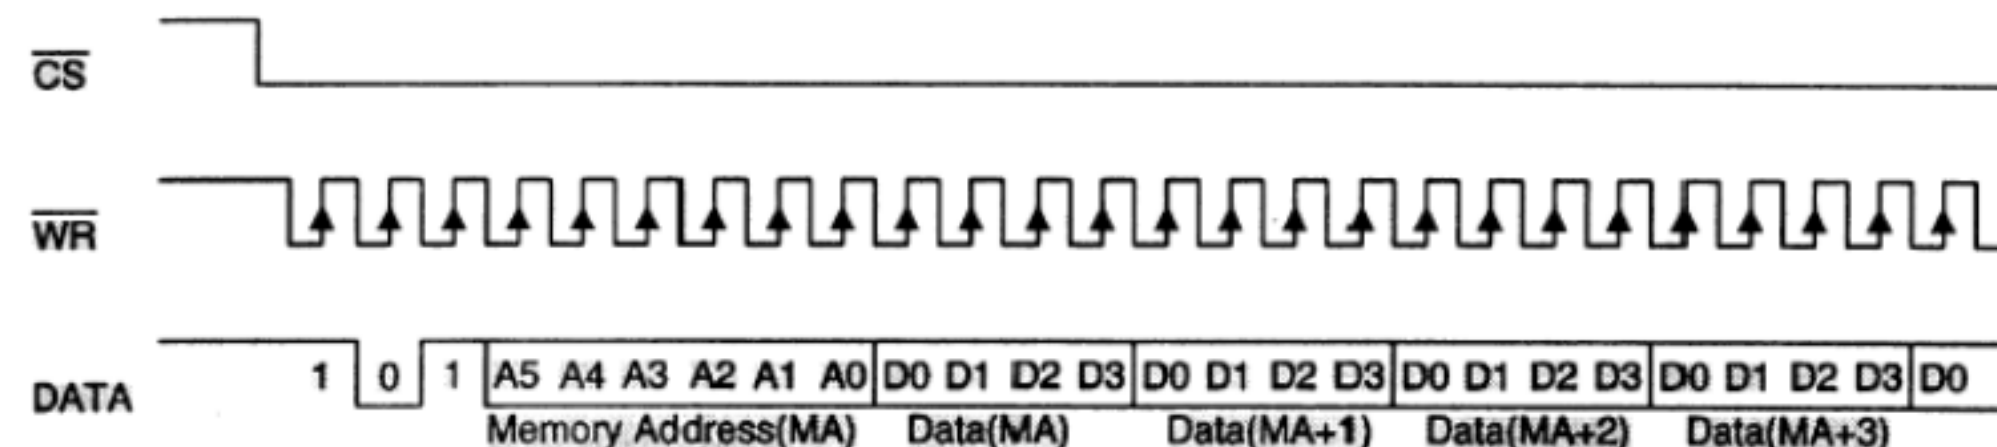 CS
WR
DATA 1 0 1 A5 A4 A3 A2 A1 A0 D0 D1 D2 D3 D0 D1 D2 D3 D0 D1 D2 D3 D0 D1 D2 D3 D0
Memory Address(MA) Data(MA) Data(MA+1) Data(MA+2) Data(MA+3)